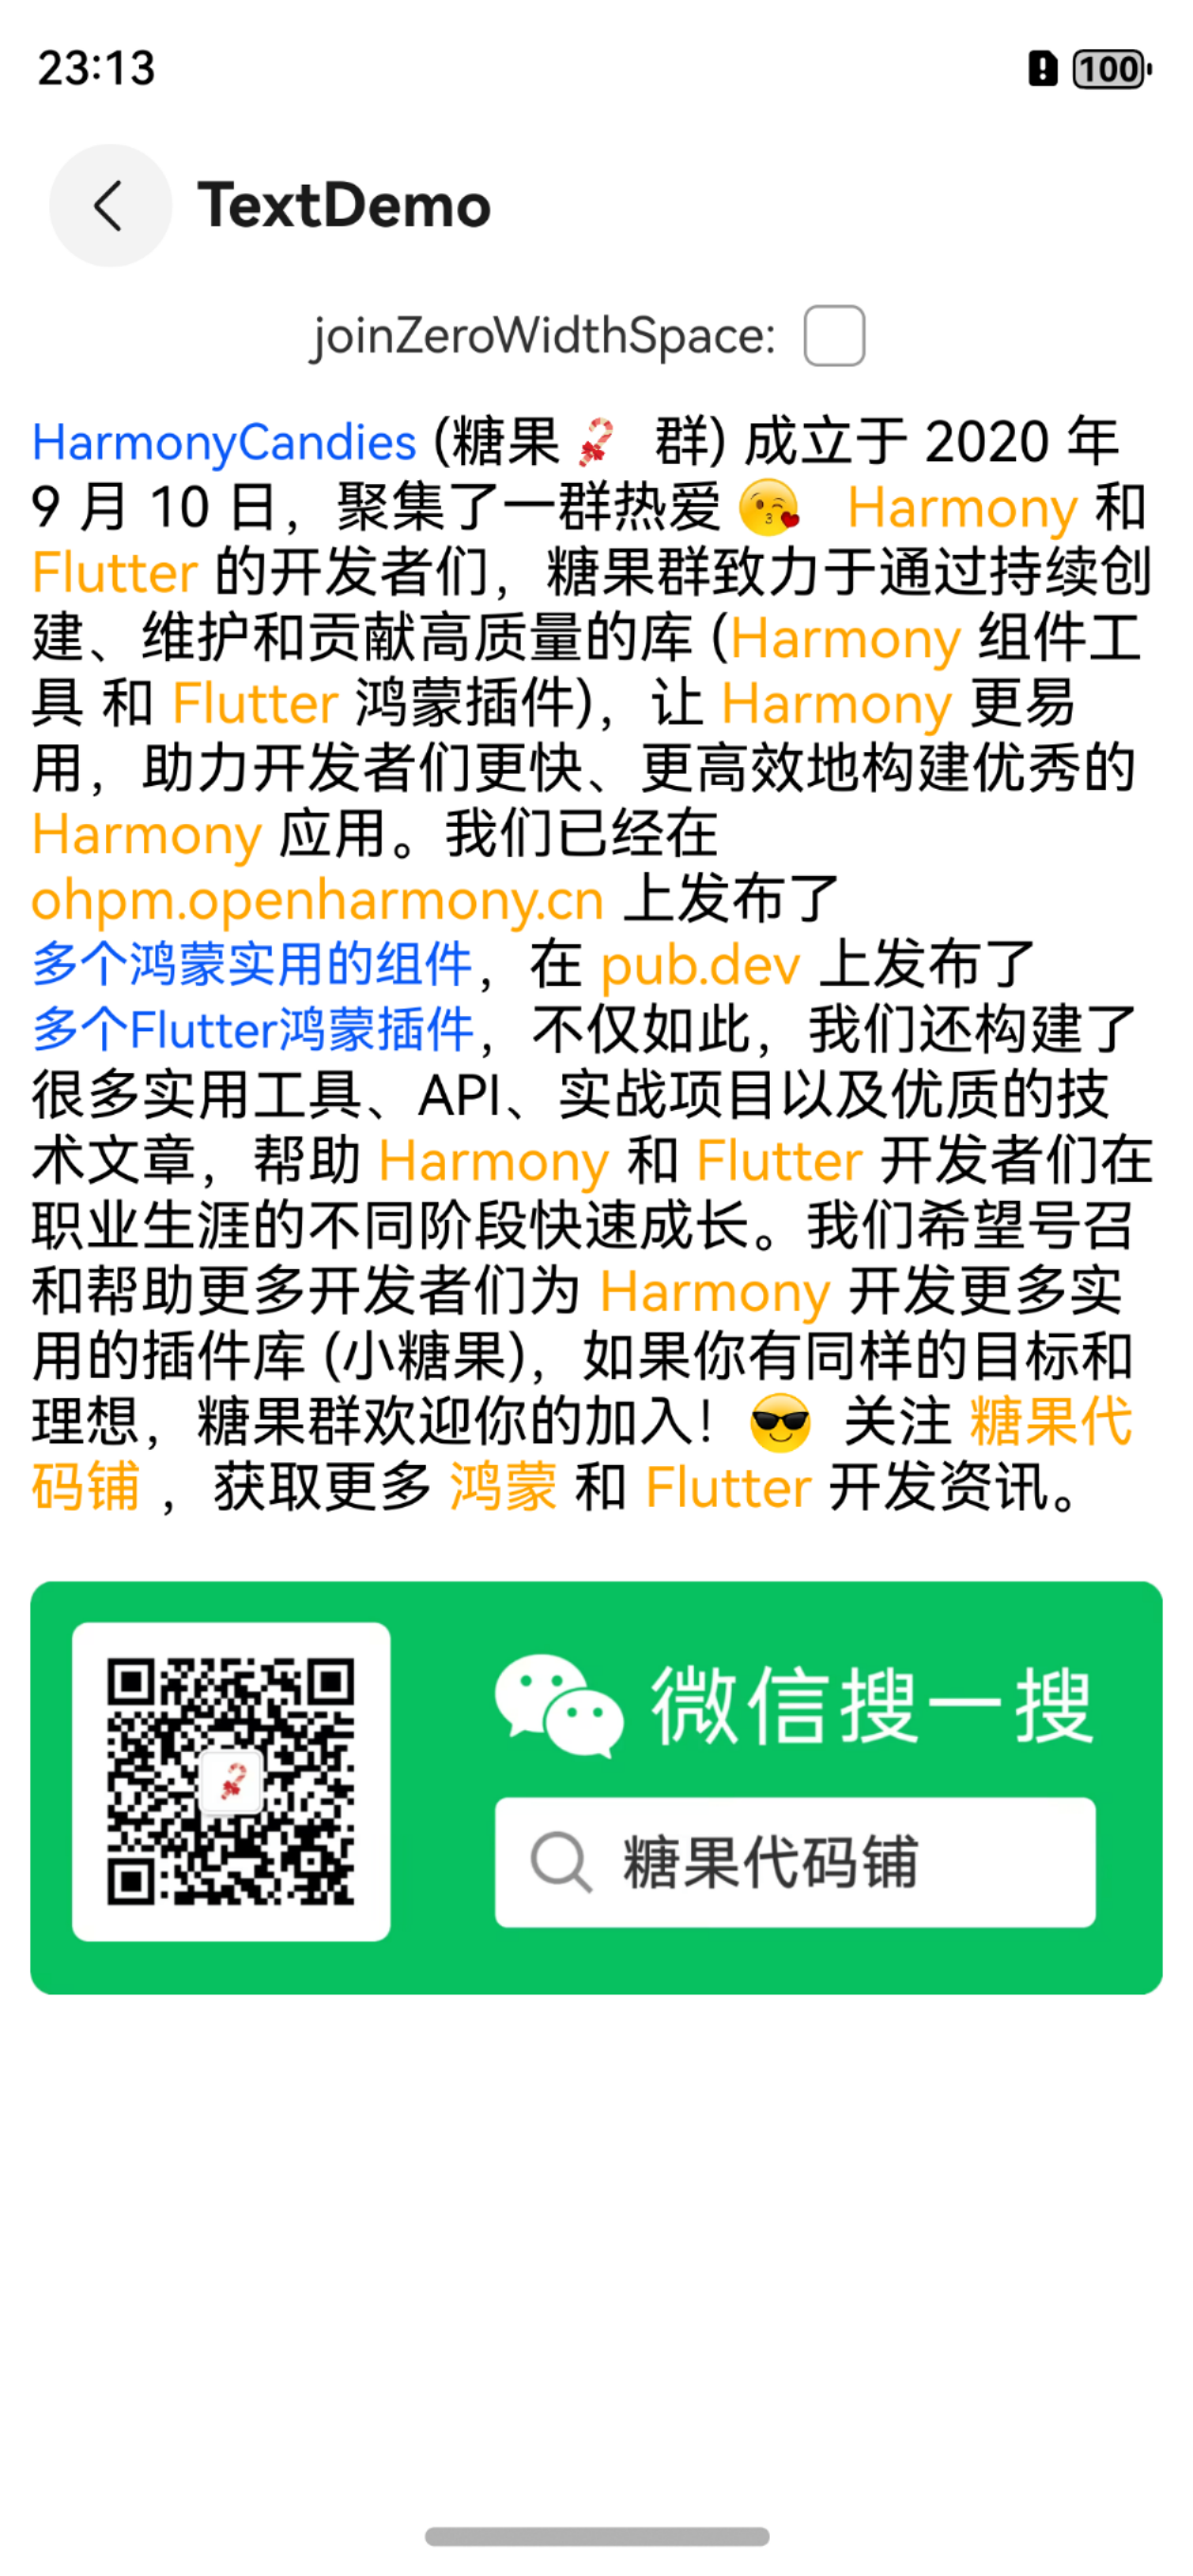 23:13
100
TextDemo
joinZeroWidthSpace:
HarmonyCandies (糖果 群) 成立于 2020 年
9 月 10 日，聚集了一群热爱😘 Harmony 和
Flutter 的开发者们，糖果群致力于通过持续创
建、维护和贡献高质量的库 (Harmony 组件工
具 和 Flutter 鸿蒙插件)，让 Harmony 更易
用，助力开发者们更快、更高效地构建优秀的
Harmony 应用。我们已经在
ohpm.openharmony.cn 上发布了
多个鸿蒙实用的组件，在 pub.dev 上发布了
多个Flutter鸿蒙插件，不仅如此，我们还构建了
很多实用工具、API、实战项目以及优质的技
术文章，帮助 Harmony 和 Flutter 开发者们在
职业生涯的不同阶段快速成长。我们希望号召
和帮助更多开发者们为 Harmony 开发更多实
用的插件库 (小糖果)，如果你有同样的目标和
理想，糖果群欢迎你的加入！😎 关注 糖果代
码铺 ，获取更多 鸿蒙 和 Flutter 开发资讯。
微信搜一搜
糖果代码铺